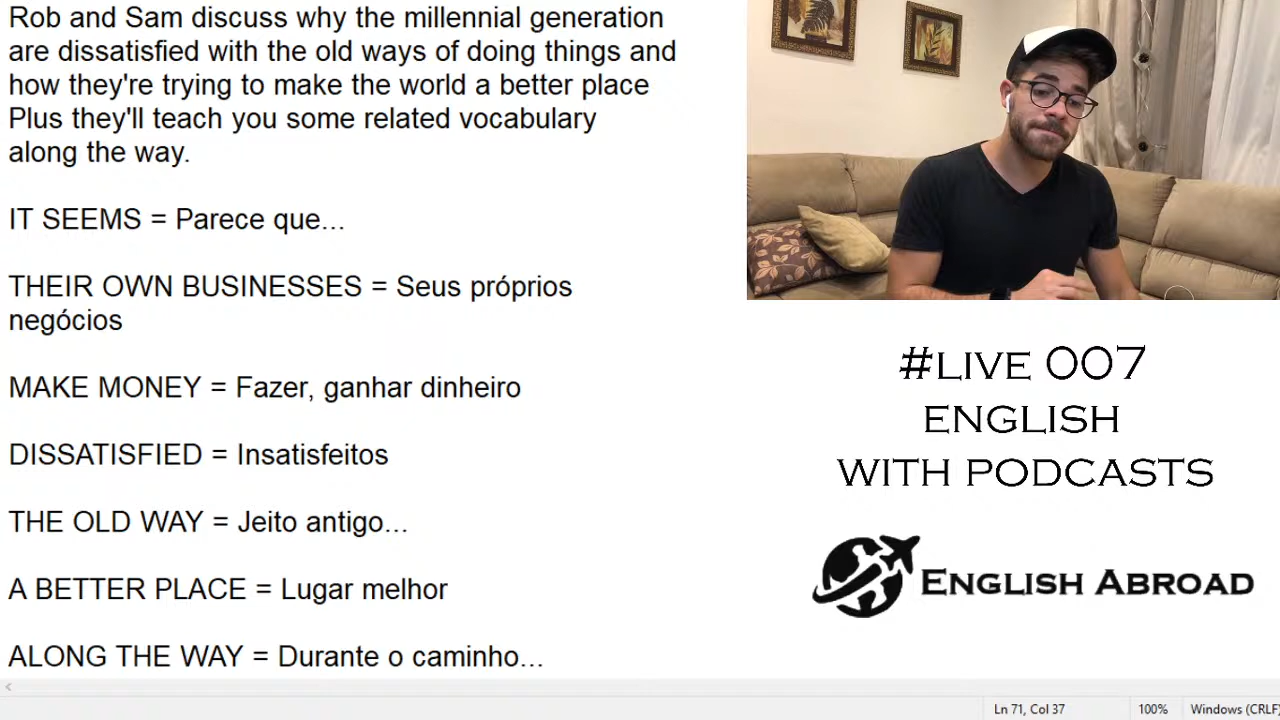 Rob and Sam discuss why the millennial generation
are dissatisfied with the old ways of doing things and
how they're trying to make the world a better place
Plus they'll teach you some related vocabulary
along the way.
IT SEEMS = Parece que...
THEIR OWN BUSINESSES = Seus próprios
negócios
MAKE MONEY = Fazer, ganhar dinheiro
DISSATISFIED = Insatisfeitos
THE OLD WAY = Jeito antigo...
A BETTER PLACE = Lugar melhor
ALONG THE WAY = Durante o caminho...
#LIVE 007
ENGLISH
WITH PODCASTS
ENGLISH ABROAD
Ln 71, Col 37
100%
Windows (CRLF